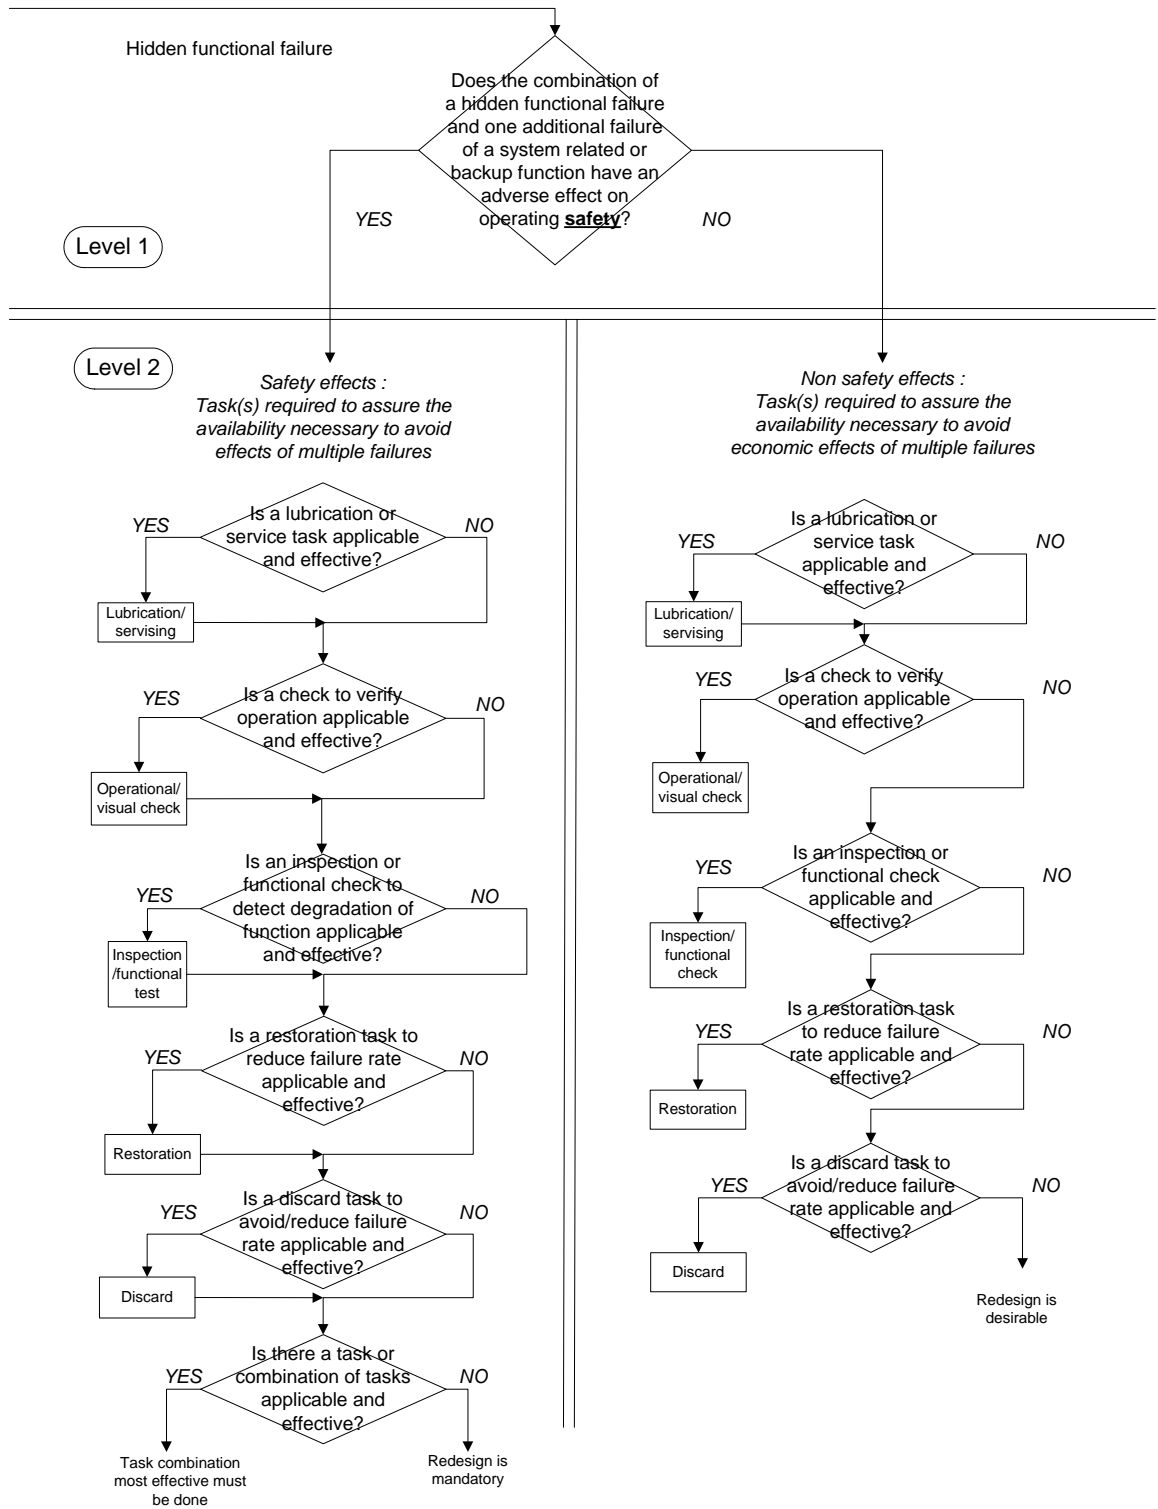 Hidden functional failure
Does the combination of
a hidden functional failure
and one additional failure
of a system related or
backup function have an
adverse effect on
operating safety?
YES
NO
Level 1
Level 2
Safety effects :
Task(s) required to assure the
availability necessary to avoid
effects of multiple failures
Is a lubrication or
service task applicable
and effective?
YES
NO
Lubrication/
servising
Is a check to verify
operation applicable
and effective?
YES
NO
Operational/
visual check
Is an inspection or
functional check to
detect degradation of
function applicable
and effective?
YES
NO
Inspection
/functional
test
Is a restoration task to
reduce failure rate
applicable and
effective?
YES
NO
Restoration
Is a discard task to
avoid/reduce failure
rate applicable and
effective?
YES
NO
Discard
Is there a task or
combination of tasks
applicable and
effective?
YES
NO
Task combination
most effective must
be done
Redesign is
mandatory
Non safety effects :
Task(s) required to assure the
availability necessary to avoid
economic effects of multiple failures
Is a lubrication or
service task
applicable and
effective?
YES
NO
Lubrication/
servising
Is a check to verify
operation applicable
and effective?
YES
NO
Operational/
visual check
Is an inspection or
functional check
applicable and
effective?
YES
NO
Inspection/
functional
check
Is a restoration task
to reduce failure
rate applicable and
effective?
YES
NO
Restoration
Is a discard task to
avoid/reduce failure
rate applicable and
effective?
YES
NO
Discard
Redesign is
desirable